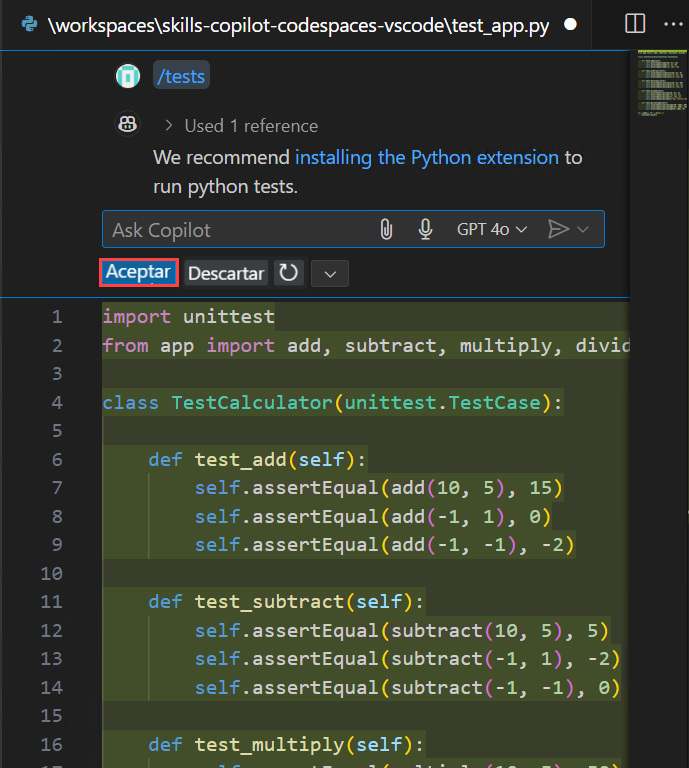 \workspaces\skills-copilot-codespaces-vscode\test_app.py
/tests
Used 1 reference
We recommend installing the Python extension to
run python tests.
Ask Copilot GPT 4o
Aceptar Descartar
1 import unittest
2 from app import add, subtract, multiply, divid
3
4 class TestCalculator(unittest.TestCase):
5
6 def test_add(self):
7 self.assertEqual(add(10, 5), 15)
8 self.assertEqual(add(-1, 1), 0)
9 self.assertEqual(add(-1, -1), -2)
10
11 def test_subtract(self):
12 self.assertEqual(subtract(10, 5), 5)
13 self.assertEqual(subtract(-1, 1), -2)
14 self.assertEqual(subtract(-1, -1), 0)
15
16 def test_multiply(self):